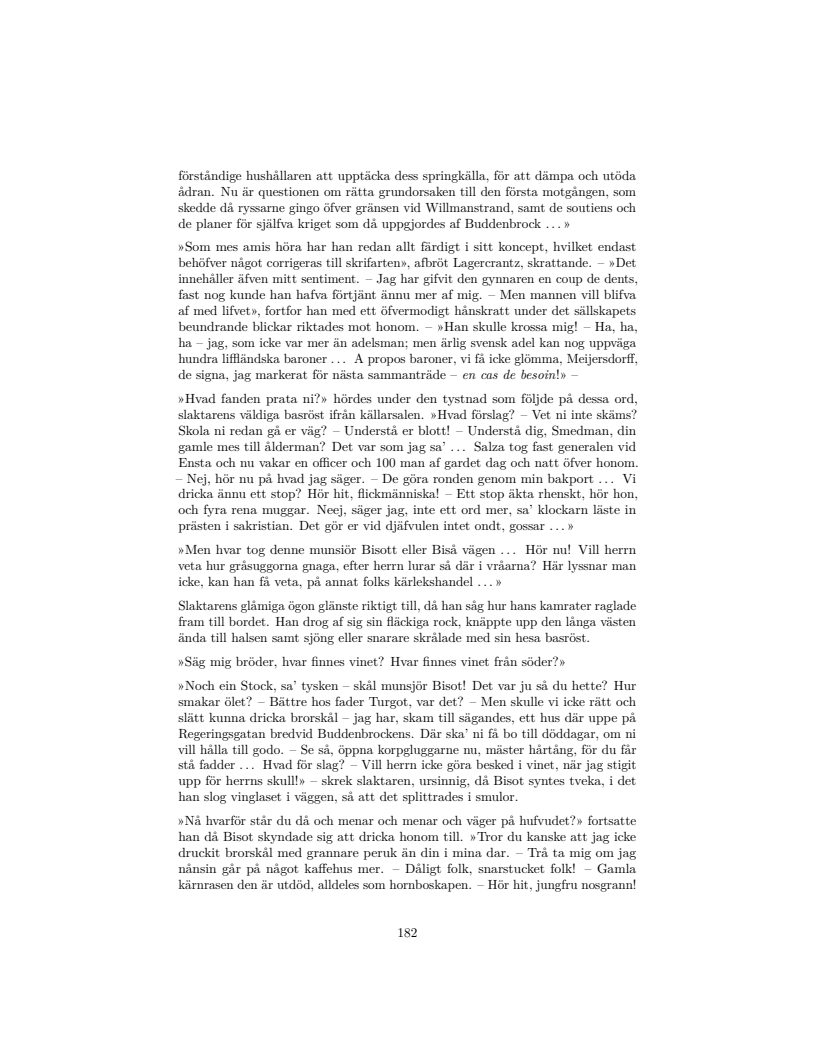 förståndige hushållaren att upptäcka dess springkälla, för att dämpa och utöda
ådran. Nu är questionen om rätta grundorsaken till den första motgången, som
skedde då ryssarne gingo öfver gränsen vid Willmanstrand, samt de soutiens och
de planer för själfva kriget som då uppgjordes af Buddenbrock . . . »
»Som mes amis höra har han redan allt färdigt i sitt koncept, hvilket endast
behöfver något corrigeras till skrifarten», afbröt Lagercrantz, skrattande. – »Det
innehåller äfven mitt sentiment. – Jag har gifvit den gynnaren en coup de dents,
fast nog kunde han hafva förtjänt ännu mer af mig. – Men mannen vill blifva
af med lifvet», fortfor han med ett öfvermodigt hånskratt under det sällskapets
beundrande blickar riktades mot honom. – »Han skulle krossa mig! – Ha, ha,
ha – jag, som icke var mer än adelsman; men ärlig svensk adel kan nog uppväga
hundra liffländska baroner . . . A propos baroner, vi få icke glömma, Meijersdorff,
de signa, jag markerat för nästa sammanträde – en cas de besoin!» –
»Hvad fanden prata ni?» hördes under den tystnad som följde på dessa ord,
slaktarens väldiga basröst ifrån källarsalen. »Hvad förslag? – Vet ni inte skäms?
Skola ni redan gå er väg? – Understå er blott! – Understå dig, Smedman, din
gamle mes till ålderman? Det var som jag sa' . . . Salza tog fast generalen vid
Ensta och nu vakar en officer och 100 man af gardet dag och natt öfver honom.
– Nej, hör nu på hvad jag säger. – De göra ronden genom min bakport . . . Vi
dricka ännu ett stop? Hör hit, flickmänniska! – Ett stop äkta rhenskt, hör hon,
och fyra rena muggar. Neej, säger jag, inte ett ord mer, sa' klockarn läste in
prästen i sakristian. Det gör er vid djäfvulen intet ondt, gossar . . . »
»Men hvar tog denne munsiör Bisott eller Biså vägen . . . Hör nu! Vill herrn
veta hur gråsuggorna gnaga, efter herrn lurar så där i vråarna? Här lyssnar man
icke, kan han få veta, på annat folks kärlekshandel . . . »
Slaktarens glåmiga ögon glänste riktigt till, då han såg hur hans kamrater raglade
fram till bordet. Han drog af sig sin fläckiga rock, knäppte upp den långa västen
ända till halsen samt sjöng eller snarare skrålade med sin hesa basröst.
»Säg mig bröder, hvar finnes vinet? Hvar finnes vinet från söder?»
»Noch ein Stock, sa' tysken – skål munsjör Bisot! Det var ju så du hette? Hur
smakar ölet? – Bättre hos fader Turgot, var det? – Men skulle vi icke rätt och
slätt kunna dricka brorskål – jag har, skam till sägandes, ett hus där uppe på
Regeringsgatan bredvid Buddenbrockens. Där ska' ni få bo till döddagar, om ni
vill hålla till godo. – Se så, öppna korpgluggarne nu, mäster hårtång, för du får
stå fadder . . . Hvad för slag? – Vill herrn icke göra besked i vinet, när jag stigit
upp för herrns skull!» – skrek slaktaren, ursinnig, då Bisot syntes tveka, i det
han slog vinglaset i väggen, så att det splittrades i smulor.
»Nå hvarför står du då och menar och menar och väger på hufvudet?» fortsatte
han då Bisot skyndade sig att dricka honom till. »Tror du kanske att jag icke
druckit brorskål med grannare peruk än din i mina dar. – Trå ta mig om jag
nånsin går på något kaffehus mer. – Dåligt folk, snarstucket folk! – Gamla
kärnrasen den är utdöd, alldeles som hornboskapen. – Hör hit, jungfru nosgrann!
182